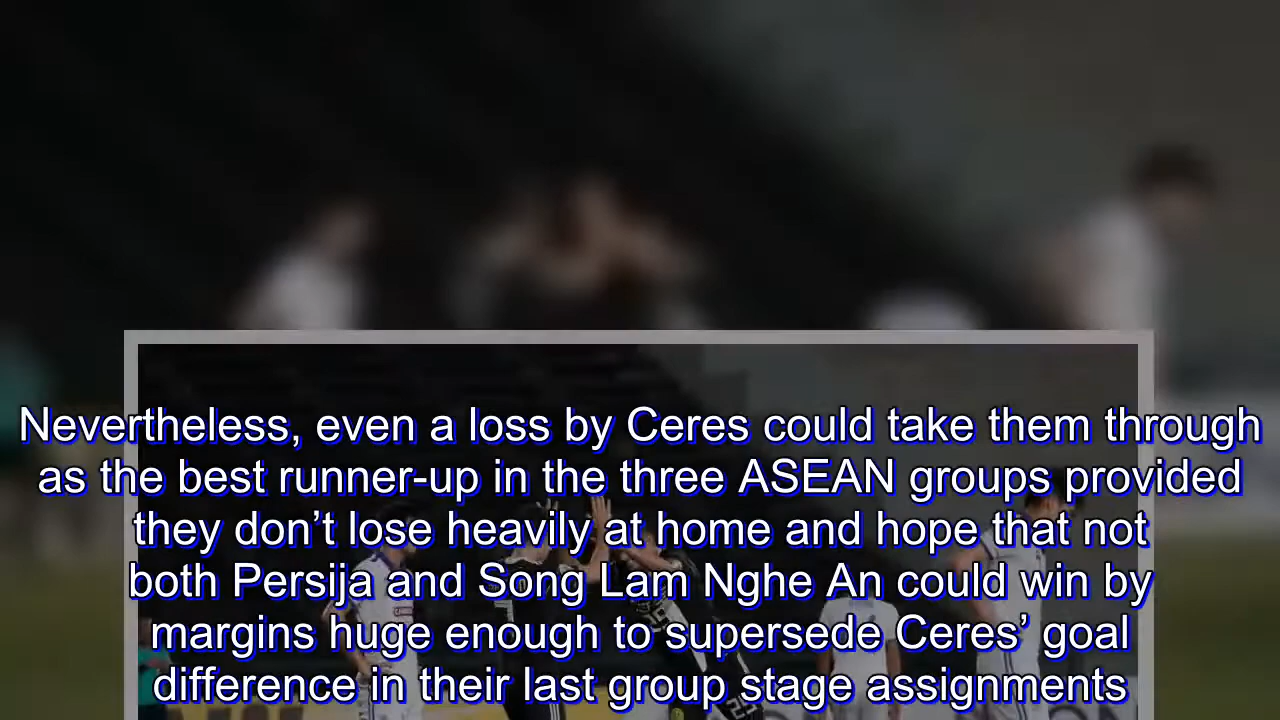 Nevertheless, even a loss by Ceres could take them through
as the best runner-up in the three ASEAN groups provided
they don’t lose heavily at home and hope that not
both Persija and Song Lam Nghe An could win by
margins huge enough to supersede Ceres’ goal
difference in their last group stage assignments